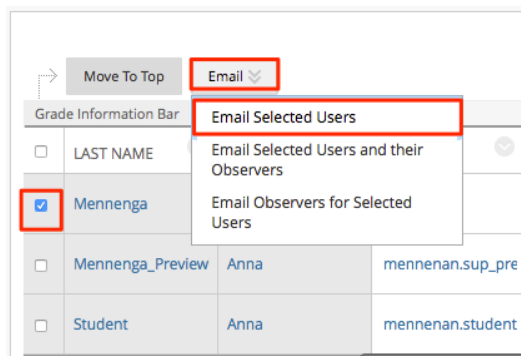 Move To Top Email
Grade Information Bar
Email Selected Users
LAST NAME
Email Selected Users and their
Observers
Mennenga
Email Observers for Selected
Users
Mennenga_Preview Anna mennenan.sup_pre
Student Anna mennenan.student